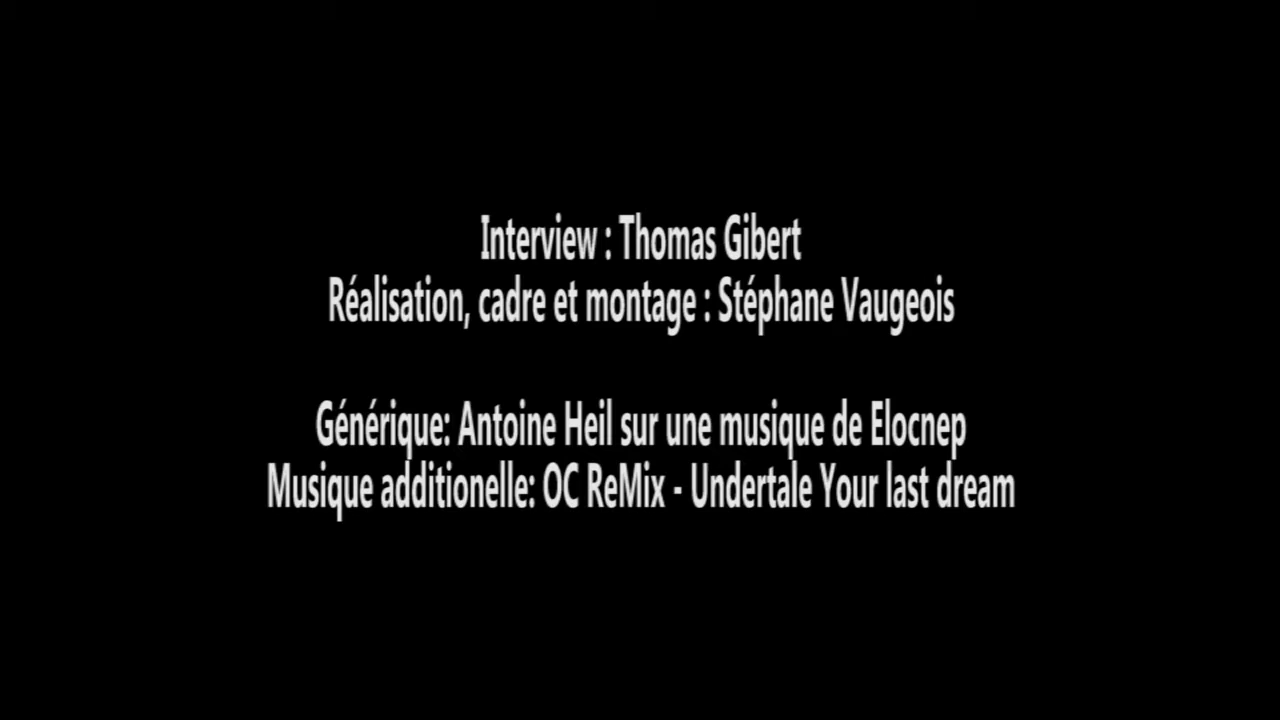 Interview : Thomas Gibert
Réalisation, cadre et montage : Stéphane Vaugeois
Générique: Antoine Heil sur une musique de Elocnep
Musique additionelle: OC ReMix - Undertale Your last dream